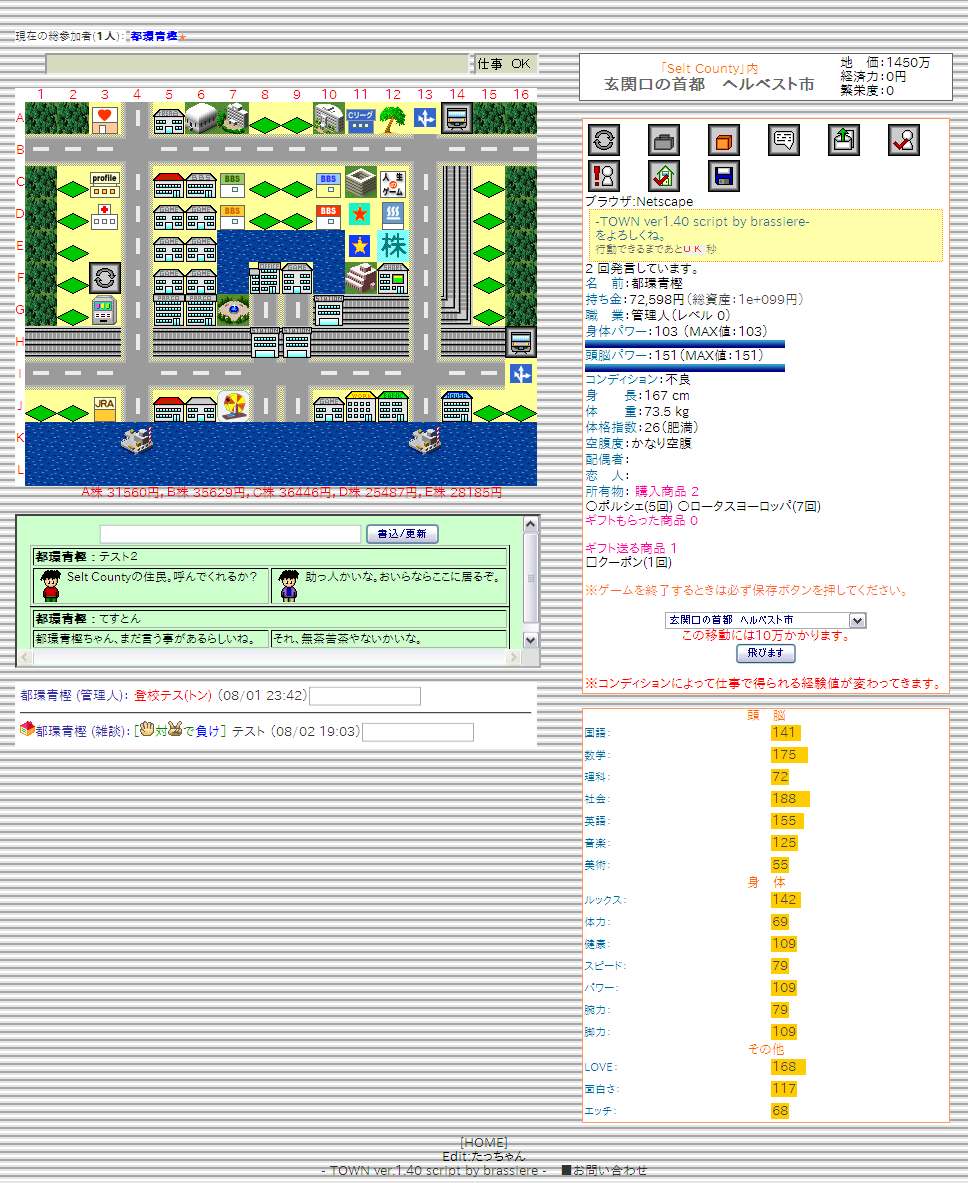 現在の総参加者(1人)： 都環青樫★
仕事 OK
「Selt County」内
玄関口の首都　ヘルベスト市
地　価：1450万
経済力：0円
繁栄度：0
1 2 3 4 5 6 7 8 9 10 11 12 13 14 15 16
A
Cリーグ
B
C
profile
BBS
BBS
人生
ゲーム
D
BBS
BBS
E
株
F
G
H
I
J
JRA
K
L
A株 31560円, B株 35629円, C株 36446円, D株 25487円, E株 28185円
書込/更新
都環青樫：テスト2
Selt Countyの住民。呼んでくれるか？
助っ人かいな。おいらならここに居るぞ。
都環青樫：てすとん
都環青樫ちゃん、まだ言う事があるらしいね。
それ、無茶苦茶やないかいな。
都環青樫 (管理人)： 登校テス(トン) (08/01 23:42)
都環青樫 (雑談)： [対で負け] テスト (08/02 19:03)
ブラウザ：Netscape
-TOWN ver1.40 script by brassiere-
をよろしくね。
行動できるまであとＵＫ秒
2 回発言しています。
名　前：都環青樫
持ち金：72,598円（総資産：1e+099円）
職　業：管理人（レベル 0）
身体パワー：103 （MAX値：103）
頭脳パワー：151（MAX値：151）
コンディション：不良
身　　長：167 cm
体　　重：73.5 kg
体格指数：26（肥満）
空腹度：かなり空腹
配偶者：
恋　人：
所有物： 購入商品 2
○ポルシェ(5回) ○ロータスヨーロッパ(7回)
ギフトもらった商品 0
ギフト送る商品 1
□クーポン(1回)
※ゲームを終了するときは必ず保存ボタンを押してください。
玄関口の首都　ヘルベスト市
この移動には10万かかります。
飛びます
※コンディションによって仕事で得られる経験値が変わってきます。
頭　脳
国語： 141
数学： 175
理科： 72
社会： 188
英語： 155
音楽： 125
美術： 55
身　体
ルックス： 142
体力： 69
健康： 109
スピード： 79
パワー： 109
腕力： 79
脚力： 109
その他
LOVE： 168
面白さ： 117
エッチ： 68
[HOME]
Edit:たっちゃん
- TOWN ver.1.40 script by brassiere -　■お問い合わせ